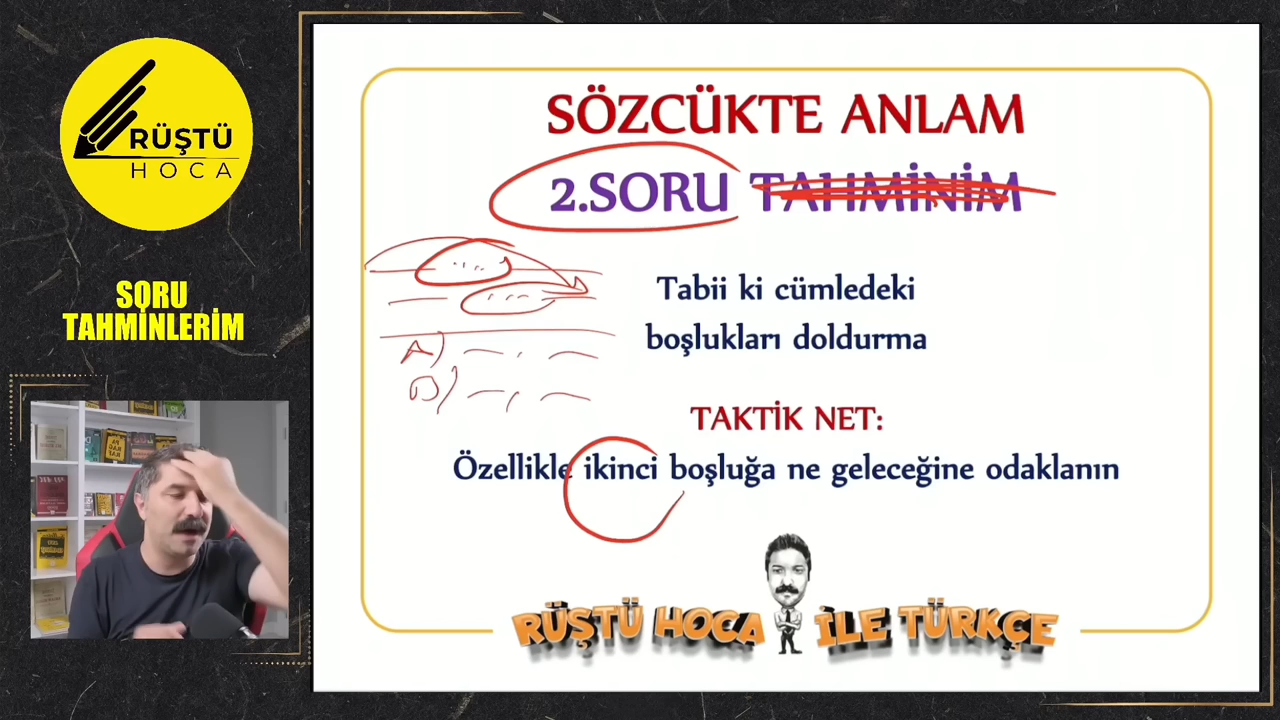 RÜŞTÜ
HOCA
SORU
TAHMİNLERİM
SÖZCÜKTE ANLAM
2.SORU TAHMİNİM
Tabii ki cümledeki
boşlukları doldurma
A)
B)
TAKTİK NET:
Özellikle ikinci boşluğa ne geleceğine odaklanın
RÜŞTÜ HOCA İLE TÜRKÇE